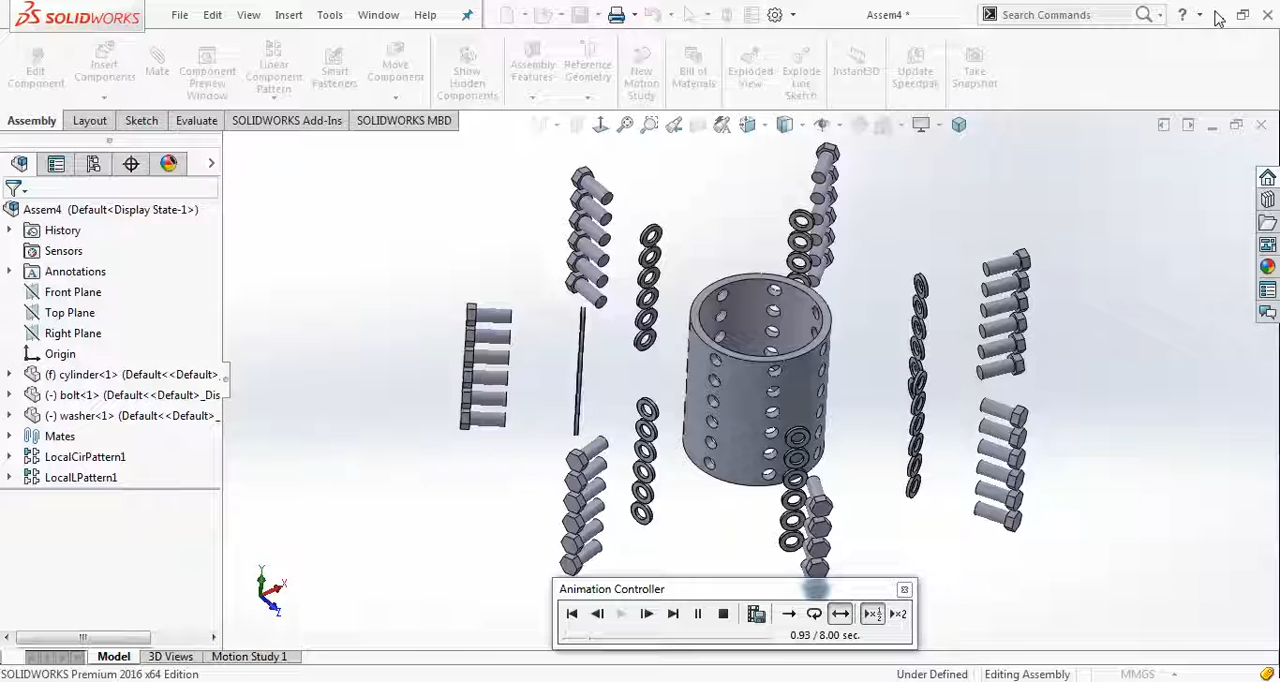 SOLIDWORKS File Edit View Insert Tools Window Help Assem4 * Search Commands ?
Edit Component
Insert Components
Mate
Component Preview Window
Linear Component Pattern
Smart Fasteners
Move Component
Show Hidden Components
Assembly Features
Reference Geometry
New Motion Study
Bill of Materials
Exploded View
Explode Line Sketch
Instant3D
Update Speedpak
Take Snapshot
Assembly Layout Sketch Evaluate SOLIDWORKS Add-Ins SOLIDWORKS MBD
Assem4 (Default<Display State-1>)
History
Sensors
Annotations
Front Plane
Top Plane
Right Plane
Origin
(f) cylinder<1> (Default<<Default>
(-) bolt<1> (Default<<Default>_Dis
(-) washer<1> (Default<<Default>_
Mates
LocalCirPattern1
LocalLPattern1
Y
X
Z
Animation Controller
x½ x2
0.93 / 8.00 sec.
Model 3D Views Motion Study 1
SOLIDWORKS Premium 2016 x64 Edition Under Defined Editing Assembly MMGS